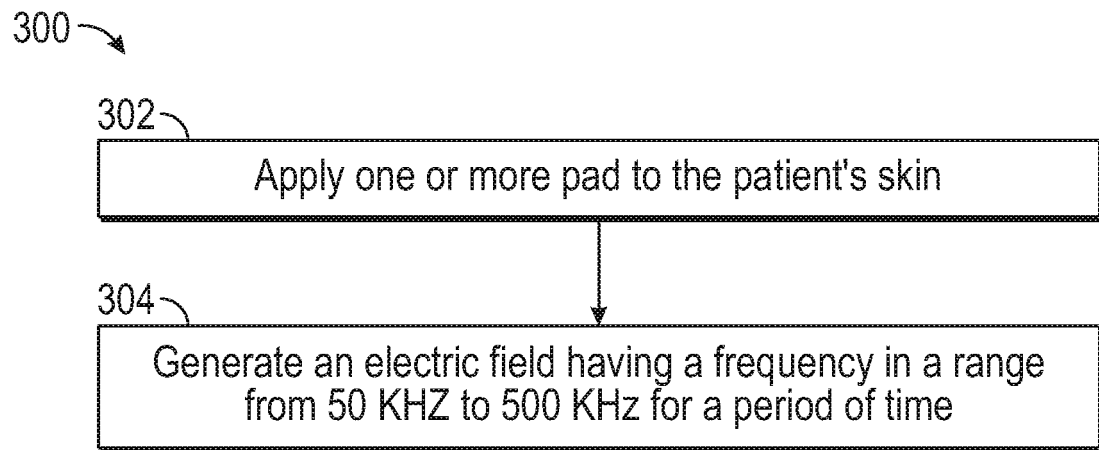 300
302
Apply one or more pad to the patient's skin
304
Generate an electric field having a frequency in a range
from 50 KHZ to 500 KHz for a period of time